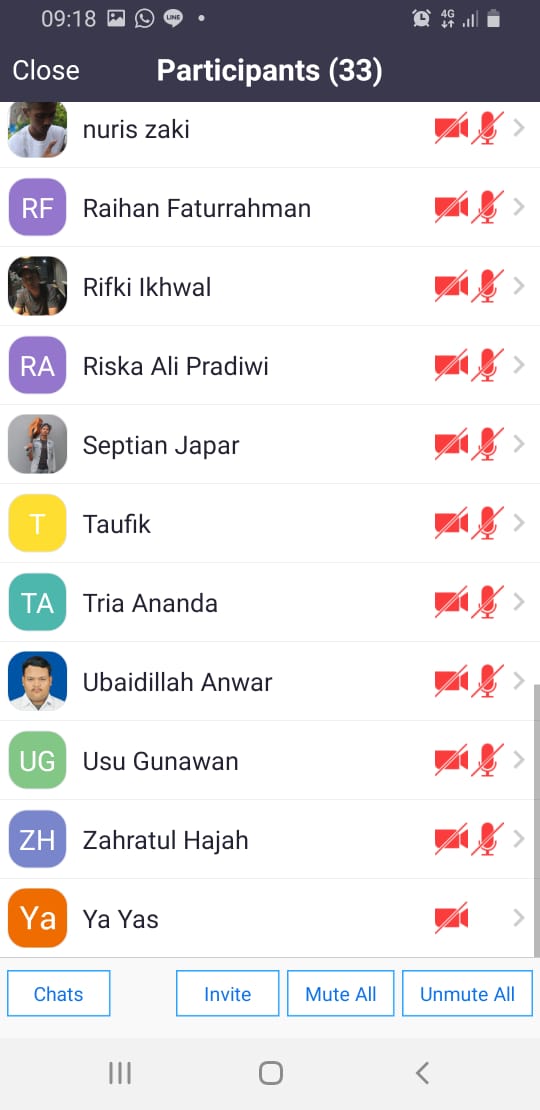 09:18 LINE 4G
Close Participants (33)
nuris zaki
RF Raihan Faturrahman
Rifki Ikhwal
RA Riska Ali Pradiwi
Septian Japar
T Taufik
TA Tria Ananda
Ubaidillah Anwar
UG Usu Gunawan
ZH Zahratul Hajah
Ya Ya Yas
Chats Invite Mute All Unmute All